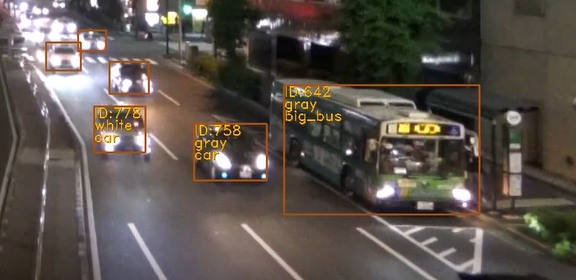 ID:642
gray
big_bus
ID:778
white
car
ID:758
gray
car